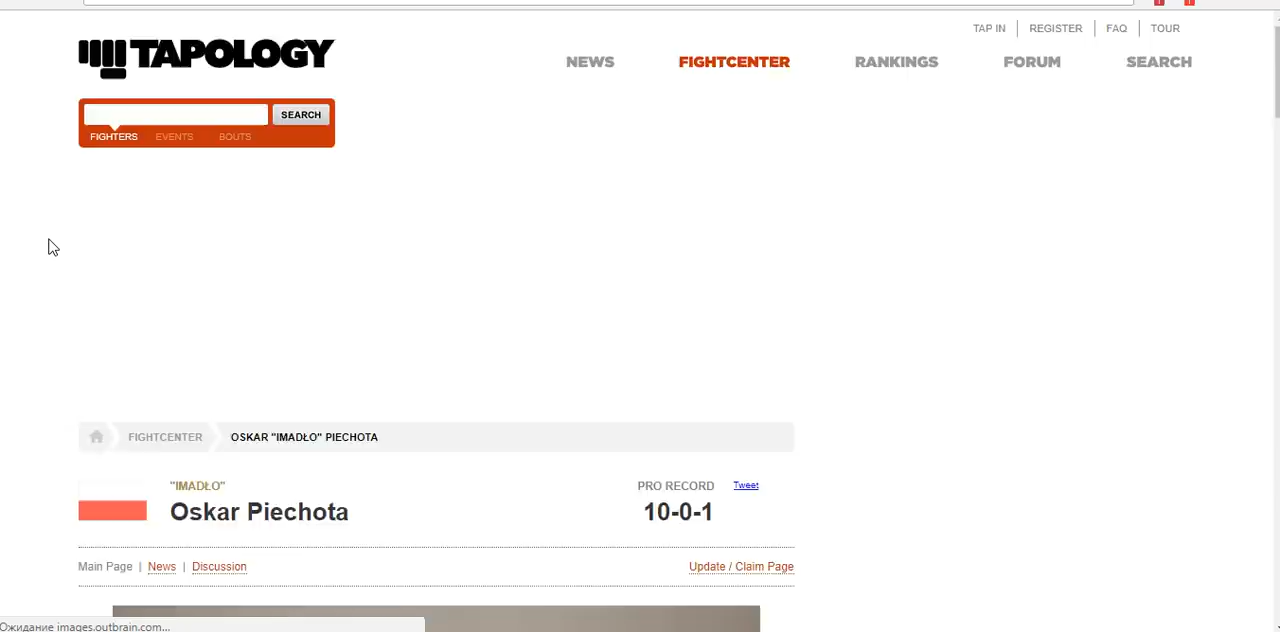 TAP IN
REGISTER
FAQ
TOUR
TAPOLOGY
NEWS
FIGHTCENTER
RANKINGS
FORUM
SEARCH
SEARCH
FIGHTERS
EVENTS
BOUTS
FIGHTCENTER
OSKAR "IMADŁO" PIECHOTA
"IMADŁO"
PRO RECORD
Tweet
Oskar Piechota
10-0-1
Main Page | News | Discussion
Update / Claim Page
Ожидание images.outbrain.com...